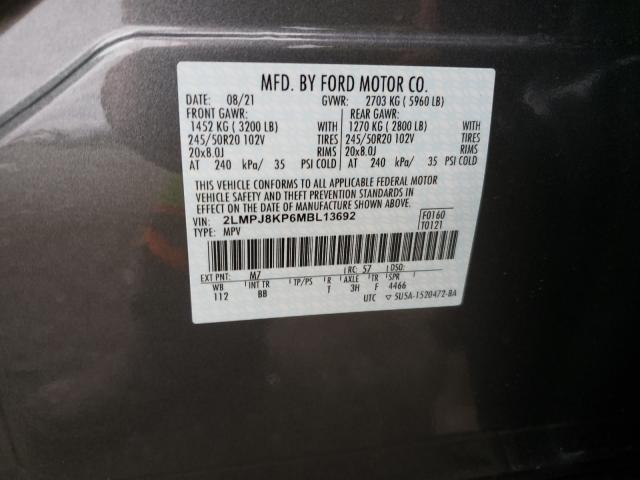 MFD. BY FORD MOTOR CO.
DATE: 08/21 GVWR: 2703 KG ( 5960 LB)
FRONT GAWR: REAR GAWR:
1452 KG ( 3200 LB) WITH 1270 KG ( 2800 LB) WITH
245/50R20 102V TIRES 245/50R20 102V TIRES
20x8.0J RIMS 20x8.0J RIMS
AT 240 kPa/ 35 PSI COLD AT 240 kPa/ 35 PSI COLD
THIS VEHICLE CONFORMS TO ALL APPLICABLE FEDERAL MOTOR
VEHICLE SAFETY AND THEFT PREVENTION STANDARDS IN
EFFECT ON THE DATE OF MANUFACTURE SHOWN ABOVE.
VIN: 2LMPJ8KP6MBL13692 F0160
TYPE: MPV T0121
EXT PNT: M7 RC: 57 DSO:
WB INT TR TP/PS R AXLE TR SPR
112 BB T 3H F 4466
UTC ▽ 5U5A-1520472-BA